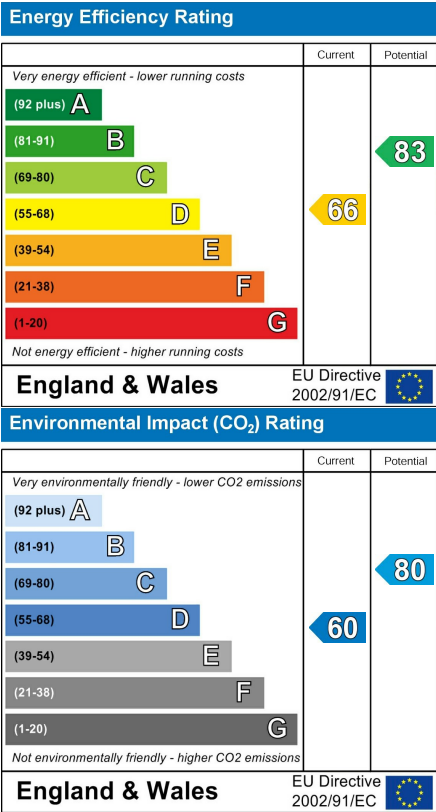 Energy Efficiency Rating
Current Potential
Very energy efficient - lower running costs
(92 plus) A
(81-91) B
83
(69-80) C
(55-68) D
66
(39-54) E
(21-38) F
(1-20) G
Not energy efficient - higher running costs
England & Wales
EU Directive
2002/91/EC
Environmental Impact (CO₂) Rating
Current Potential
Very environmentally friendly - lower CO2 emissions
(92 plus) A
(81-91) B
(69-80) C
80
(55-68) D
60
(39-54) E
(21-38) F
(1-20) G
Not environmentally friendly - higher CO2 emissions
England & Wales
EU Directive
2002/91/EC